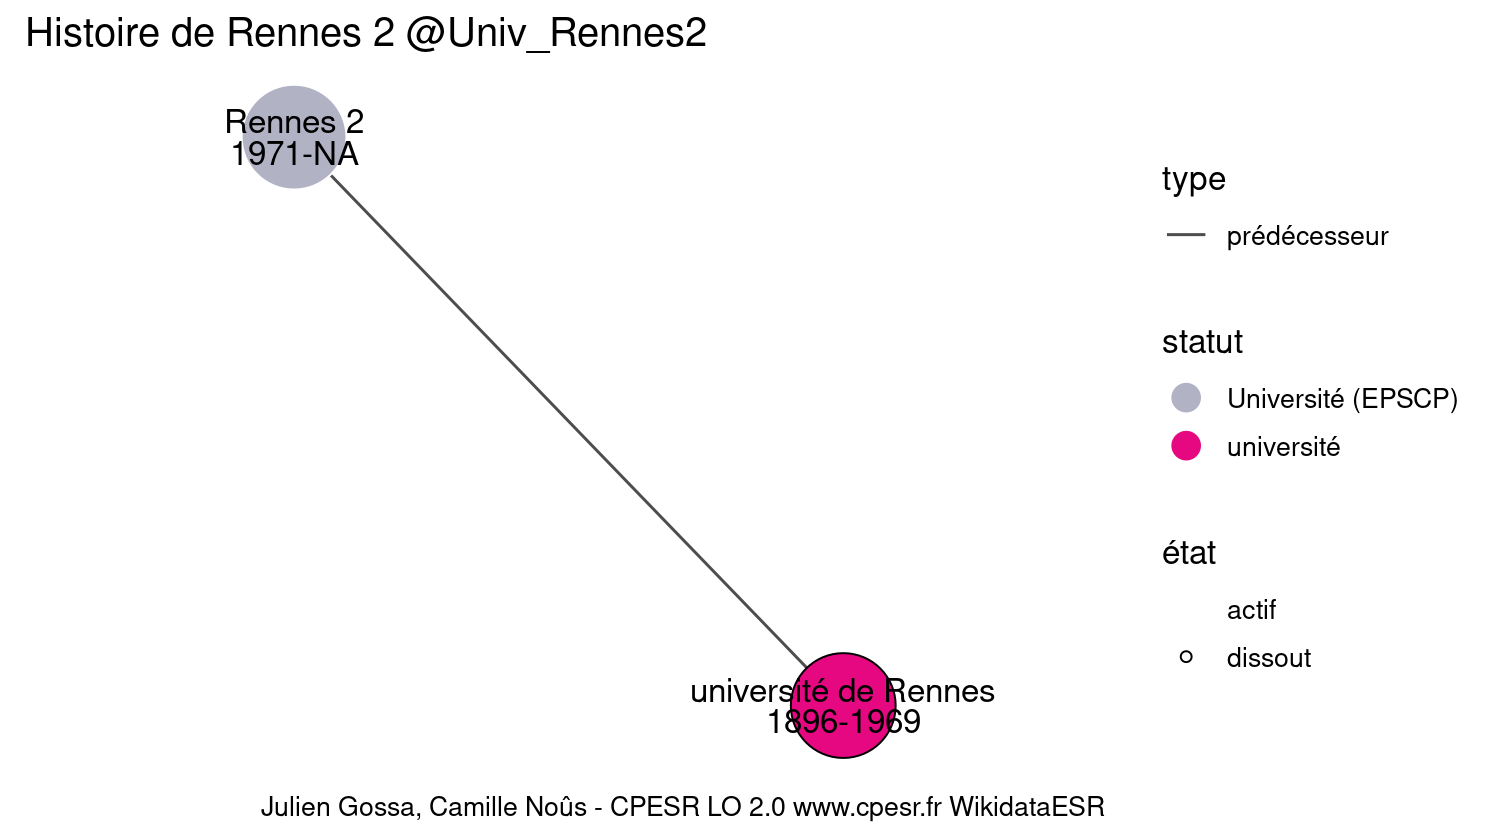 Histoire de Rennes 2 @Univ_Rennes2
Rennes 2
1971-NA
université de Rennes
1896-1969
type
prédécesseur
statut
Université (EPSCP)
université
état
actif
dissout
Julien Gossa, Camille Noûs - CPESR LO 2.0 www.cpesr.fr WikidataESR